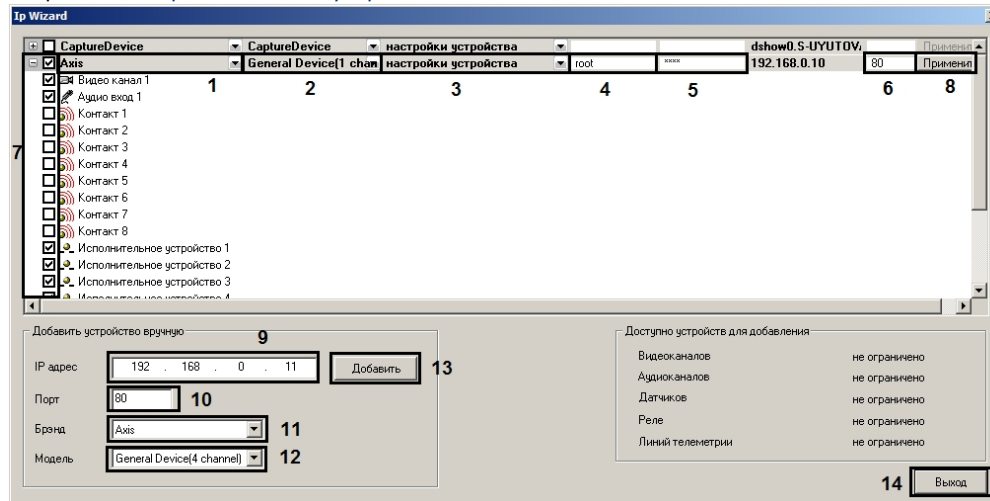 Ip Wizard
CaptureDevice CaptureDevice настройки устройства dshow0.S-UYUTOV Применит
Axis General Device(1 chan настройки устройства root **** 192.168.0.10 80 Применит
1 2 3 4 5 6 8
Видео канал 1
Аудио вход 1
Контакт 1
Контакт 2
Контакт 3
7
Контакт 4
Контакт 5
Контакт 6
Контакт 7
Контакт 8
Исполнительное устройство 1
Исполнительное устройство 2
Исполнительное устройство 3
Исполнительное устройство 4
Добавить устройство вручную
9
IP адрес 192 . 168 . 0 . 11 Добавить 13
Порт 80 10
Брэнд Axis 11
Модель General Device(4 channel) 12
Доступно устройств для добавления
Видеоканалов не ограничено
Аудиоканалов не ограничено
Датчиков не ограничено
Реле не ограничено
Линий телеметрии не ограничено
14 Выход